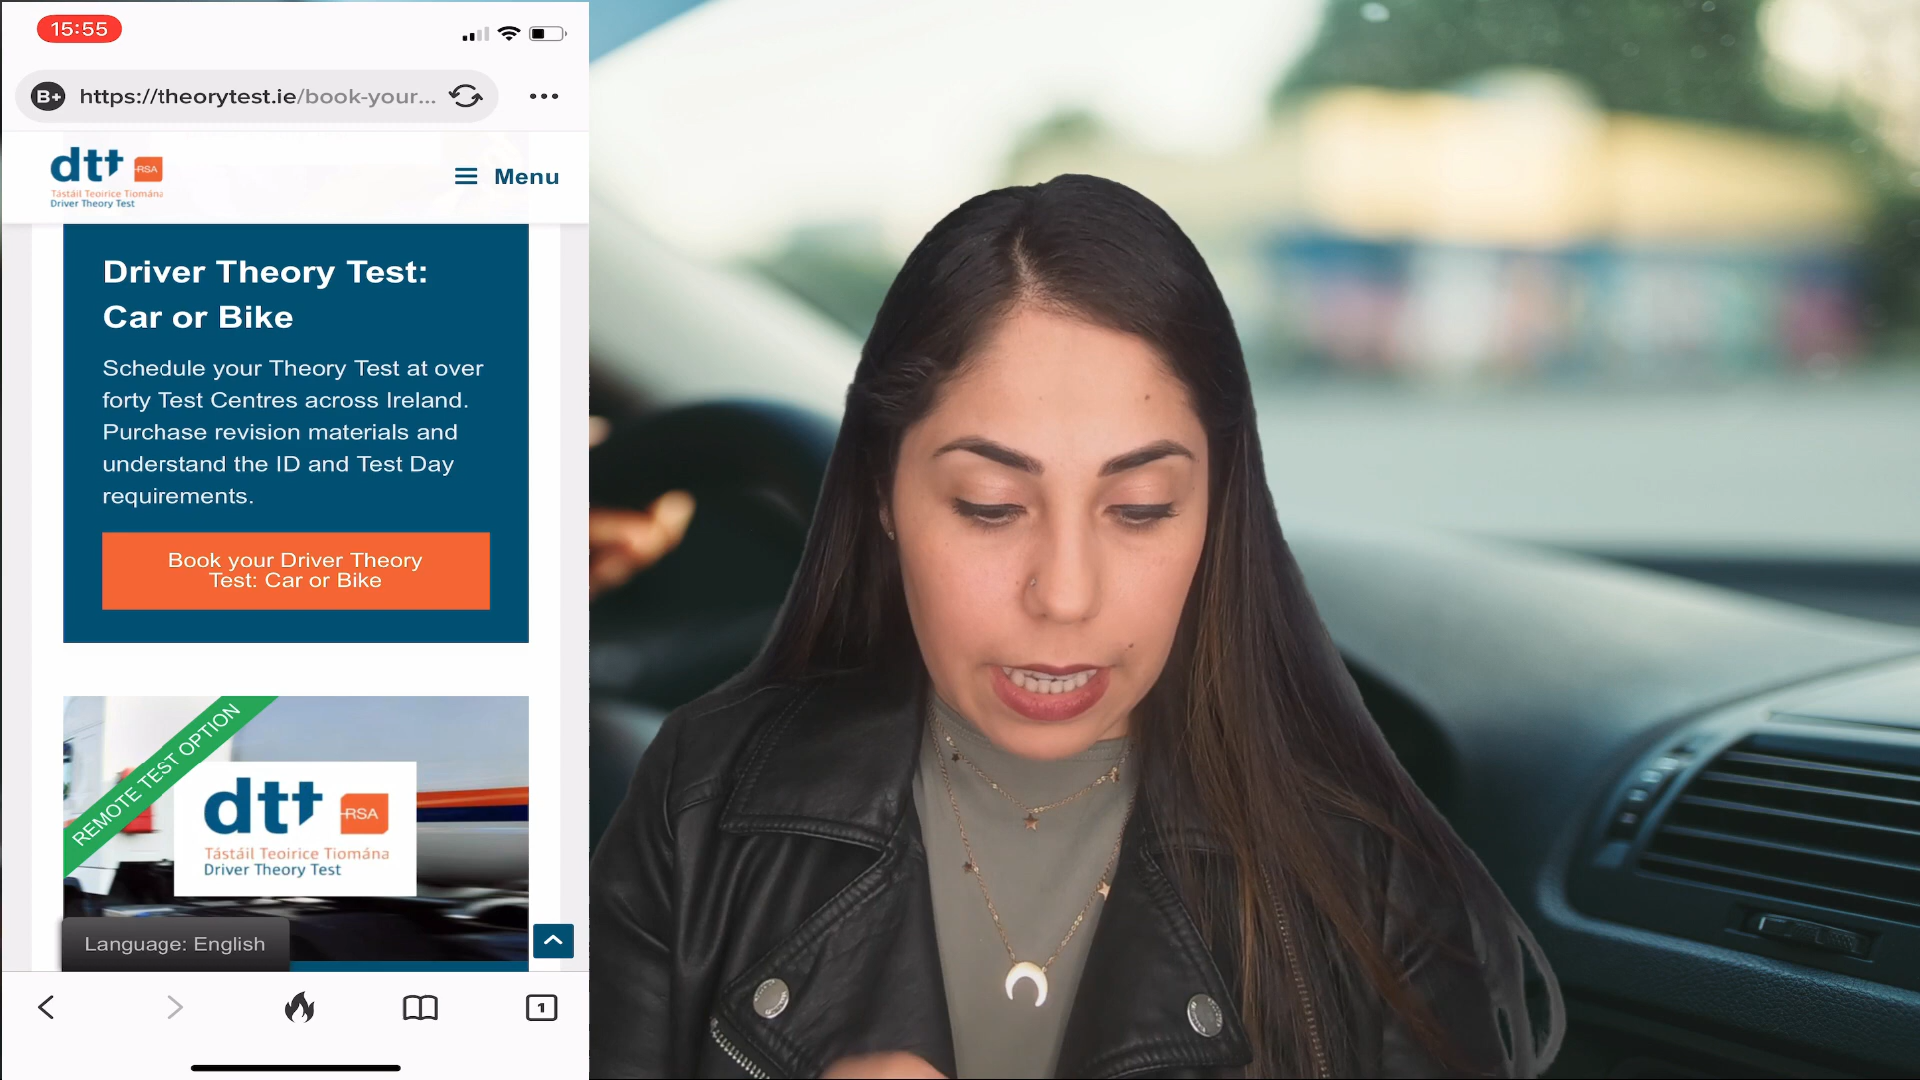 15:55
B+ https://theorytest.ie/book-your...
dtt RSA
Tástáil Teoirice Tiomána
Driver Theory Test
Menu
Driver Theory Test:
Car or Bike
Schedule your Theory Test at over
forty Test Centres across Ireland.
Purchase revision materials and
understand the ID and Test Day
requirements.
Book your Driver Theory
Test: Car or Bike
REMOTE TEST OPTION
dtt RSA
Tástáil Teoirice Tiomána
Driver Theory Test
Language: English
1